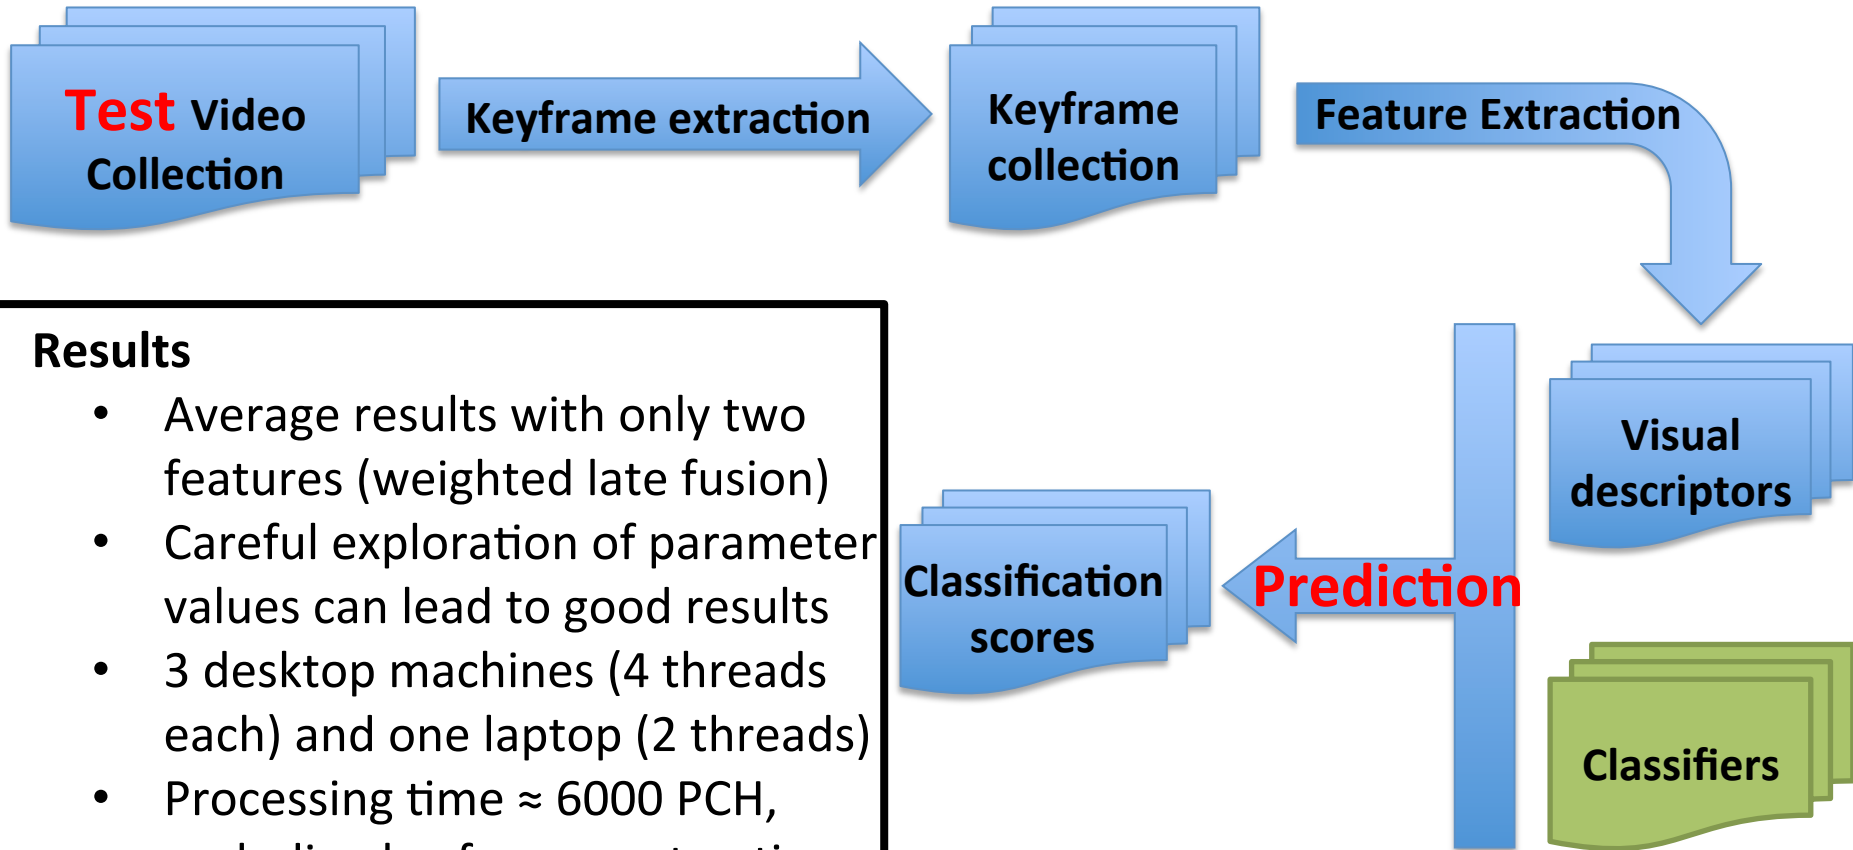 Test Video
Collection
Keyframe extraction
Keyframe
collection
Feature Extraction
Visual
descriptors
Classifiers
Prediction
Classification
scores
Results
• Average results with only two
features (weighted late fusion)
• Careful exploration of parameter
values can lead to good results
• 3 desktop machines (4 threads
each) and one laptop (2 threads)
• Processing time ≈ 6000 PCH,